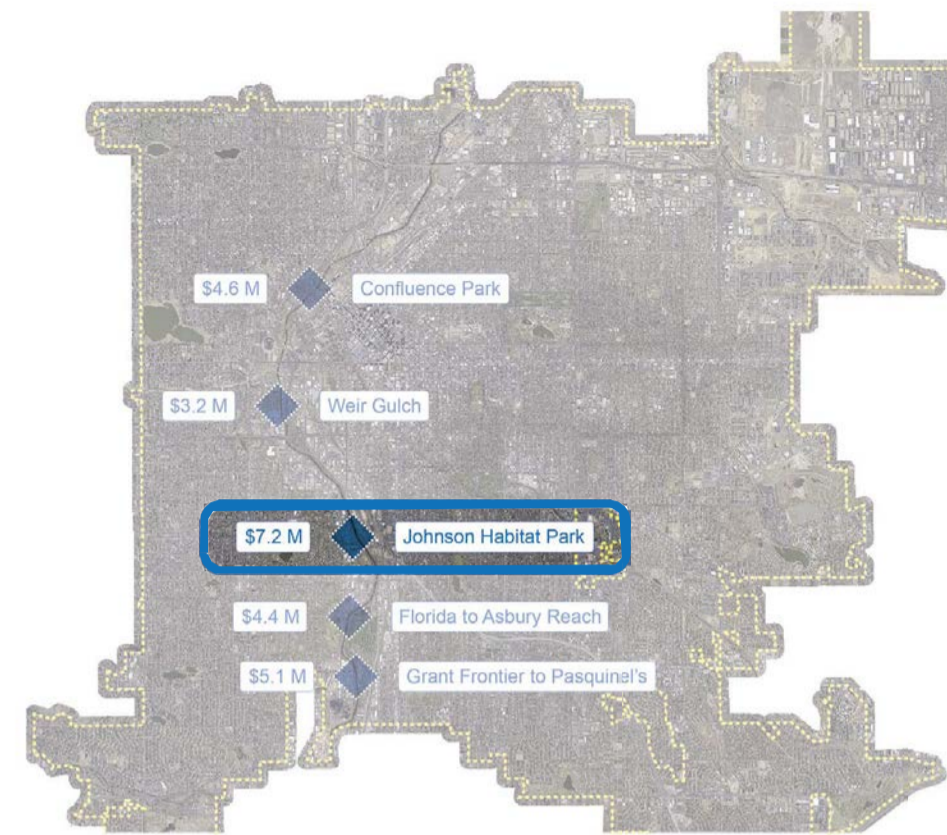 $4.6 M Confluence Park
$3.2 M Weir Gulch
$7.2 M Johnson Habitat Park
$4.4 M Florida to Asbury Reach
$5.1 M Grant Frontier to Pasquinel's